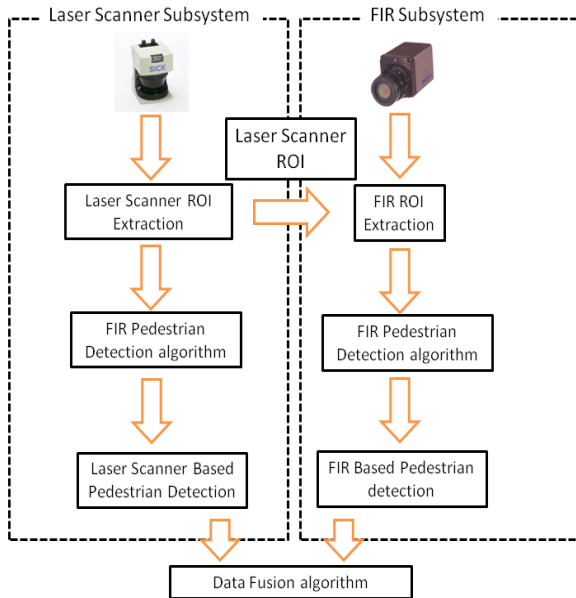 Laser Scanner Subsystem
FIR Subsystem
SICK
Laser Scanner
ROI
Laser Scanner ROI
Extraction
FIR ROI
Extraction
FIR Pedestrian
Detection algorithm
FIR Pedestrian
Detection algorithm
Laser Scanner Based
Pedestrian Detection
FIR Based Pedestrian
detection
Data Fusion algorithm